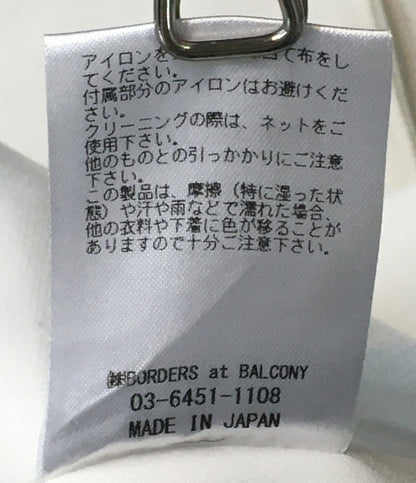 アイロンを て布をし
てください。
付属部分のアイロンはお避けくだ
さい。
クリーニングの際は、ネットをご
使用下さい。
他のものとの引っかかりにご注意
下さい。
この製品は、摩擦（特に湿った状
態）や汗や雨などで濡れた場合、
他の衣料や下着に色が移ることが
ありますので十分ご注意下さい。
㈱BORDERS at BALCONY
03-6451-1108
MADE IN JAPAN